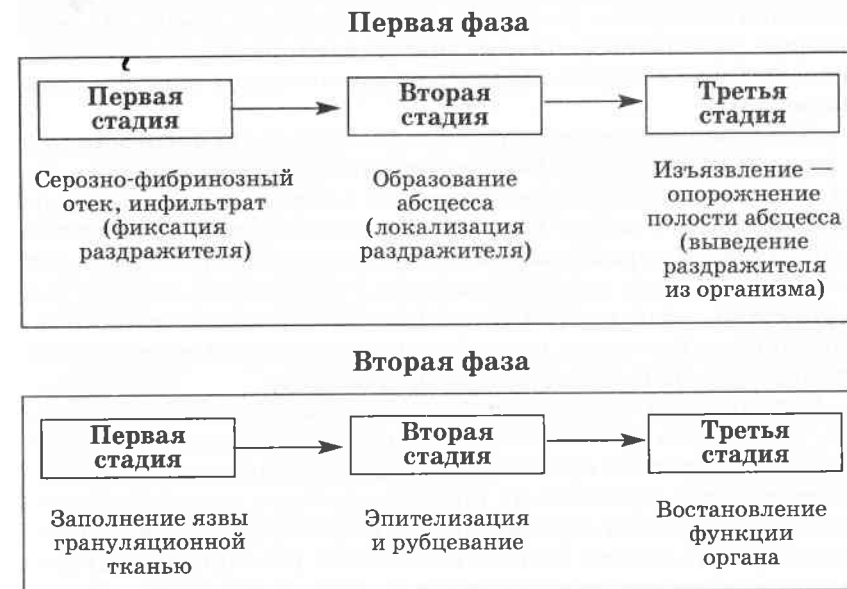 Первая фаза
Первая
стадия
Вторая
стадия
Третья
стадия
Серозно-фибринозный
отек, инфильтрат
(фиксация
раздражителя)
Образование
абсцесса
(локализация
раздражителя)
Изъязвление —
опорожнение
полости абсцесса
(выведение
раздражителя
из организма)
Вторая фаза
Первая
стадия
Вторая
стадия
Третья
стадия
Заполнение язвы
грануляционной
тканью
Эпителизация
и рубцевание
Востановление
функции
органа